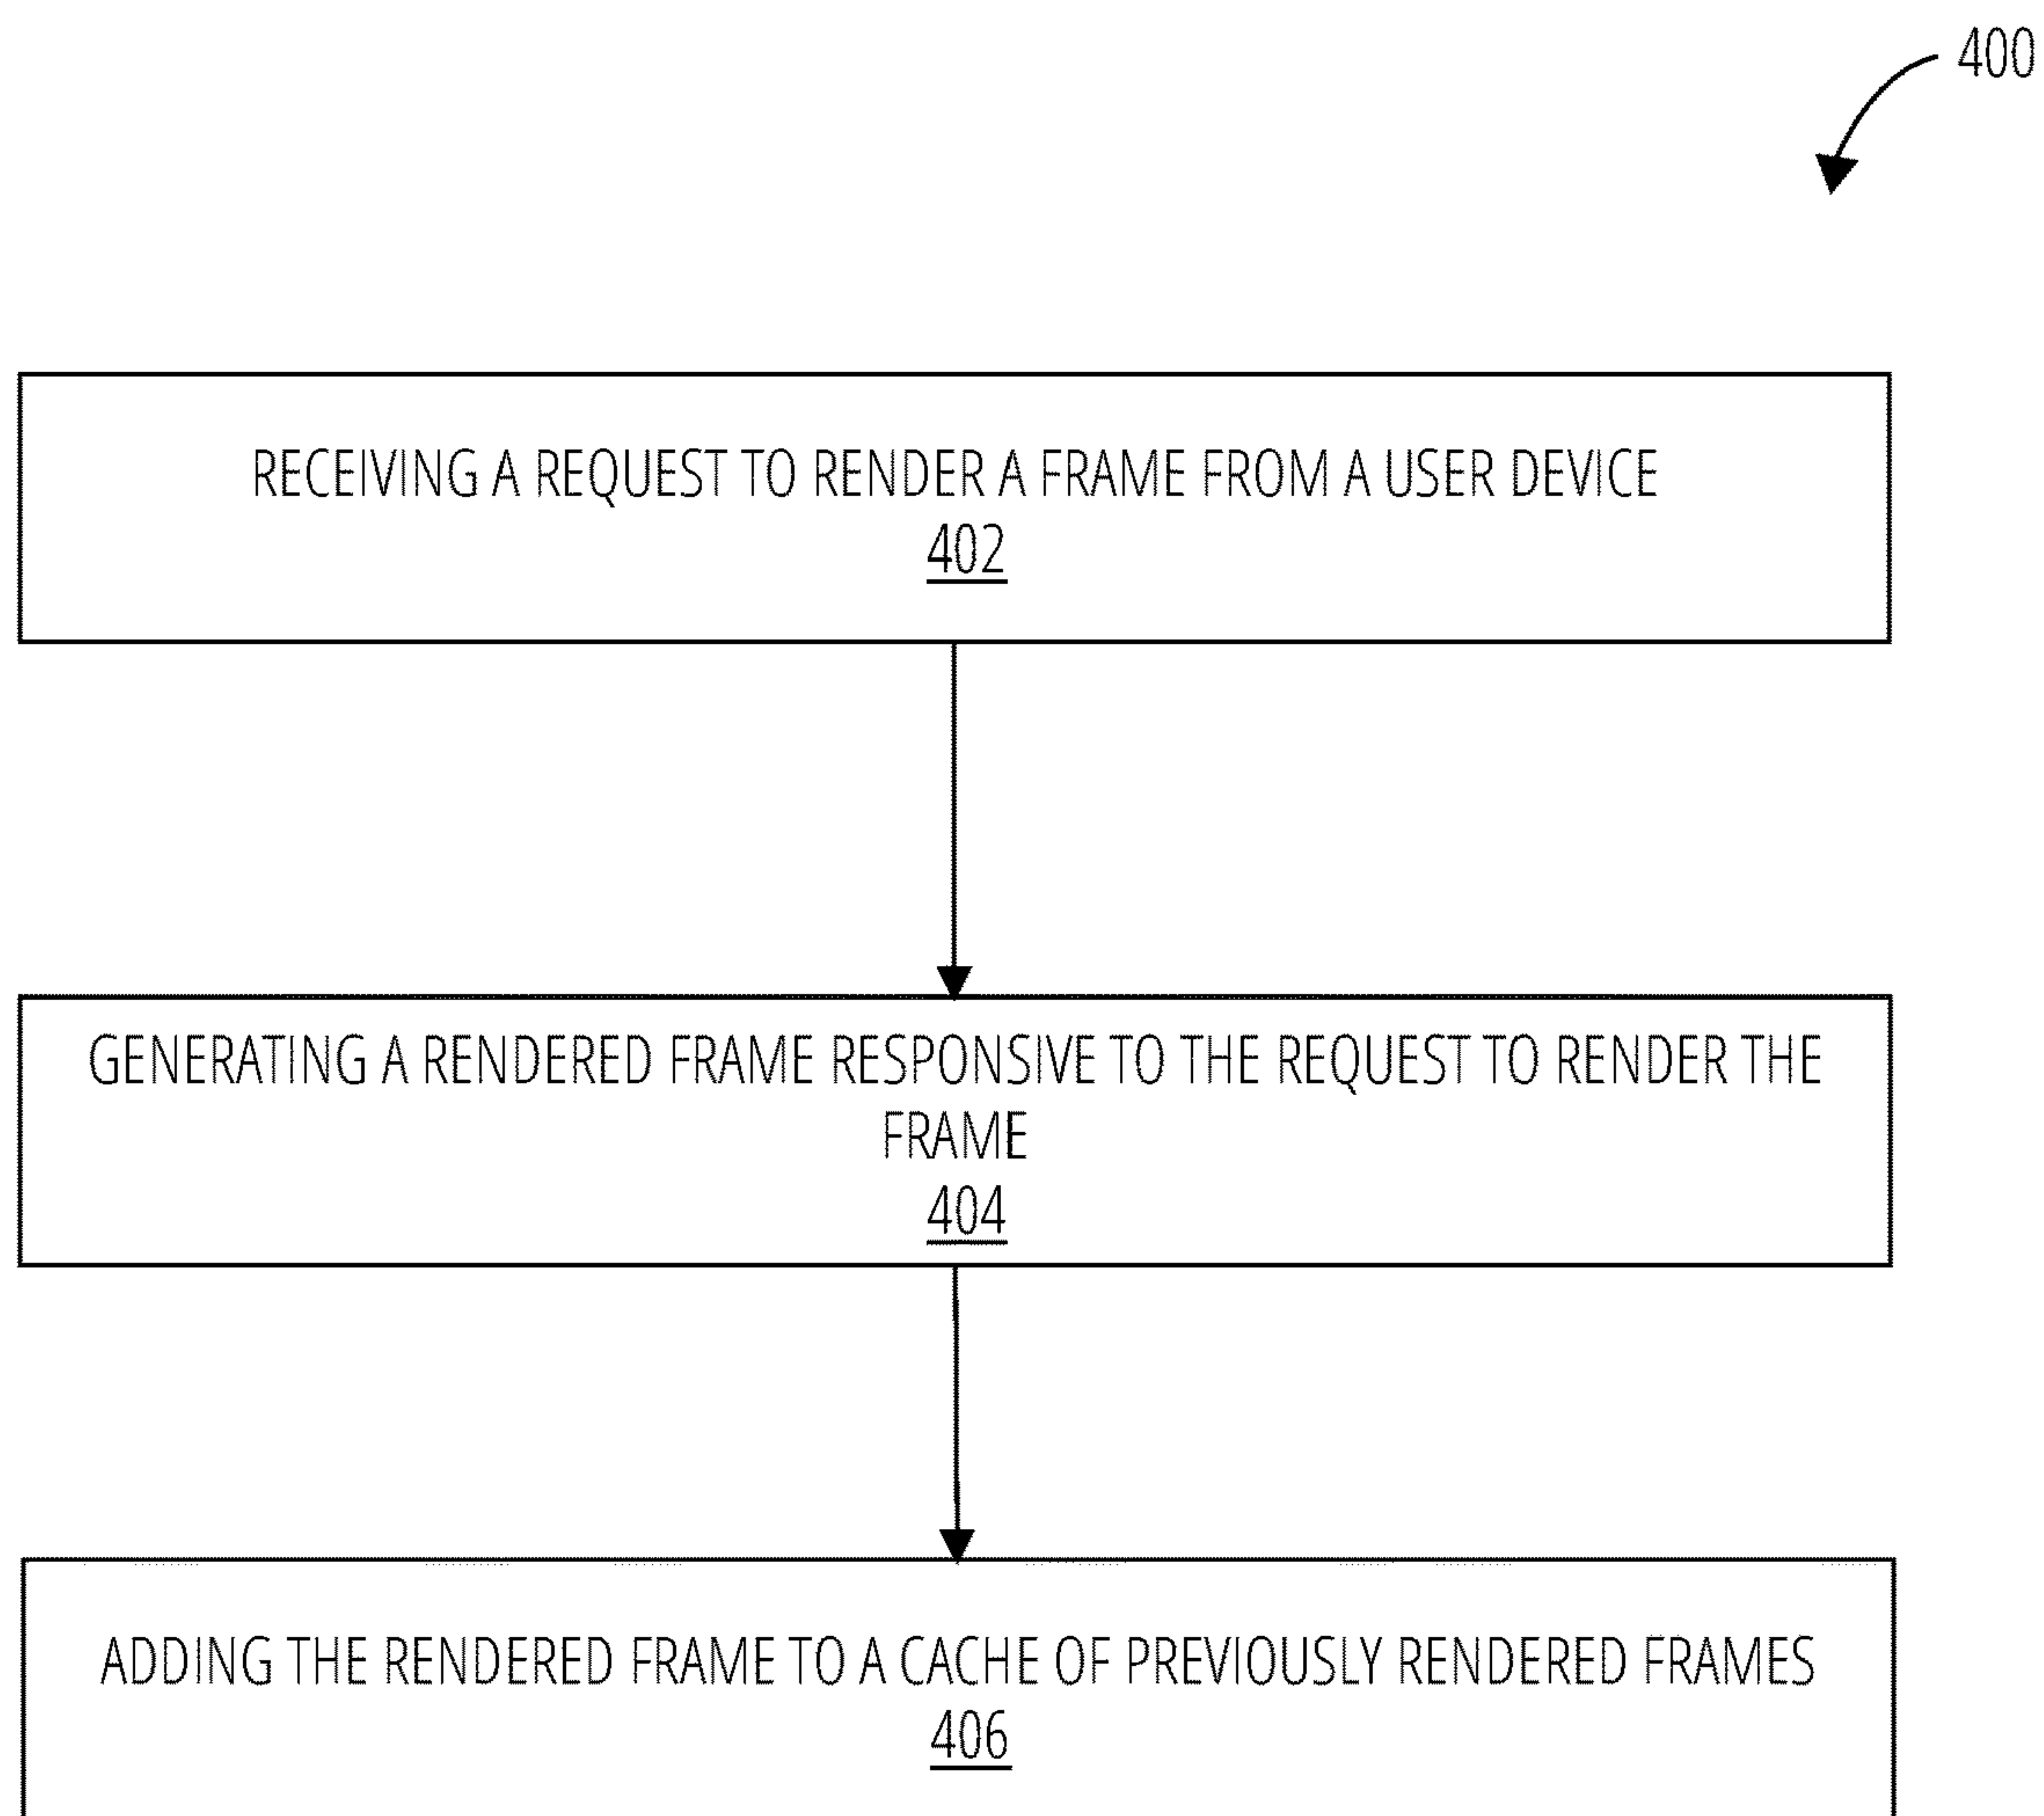 400
RECEIVING A REQUEST TO RENDER A FRAME FROM A USER DEVICE
402
GENERATING A RENDERED FRAME RESPONSIVE TO THE REQUEST TO RENDER THE
FRAME
404
ADDING THE RENDERED FRAME TO A CACHE OF PREVIOUSLY RENDERED FRAMES
406